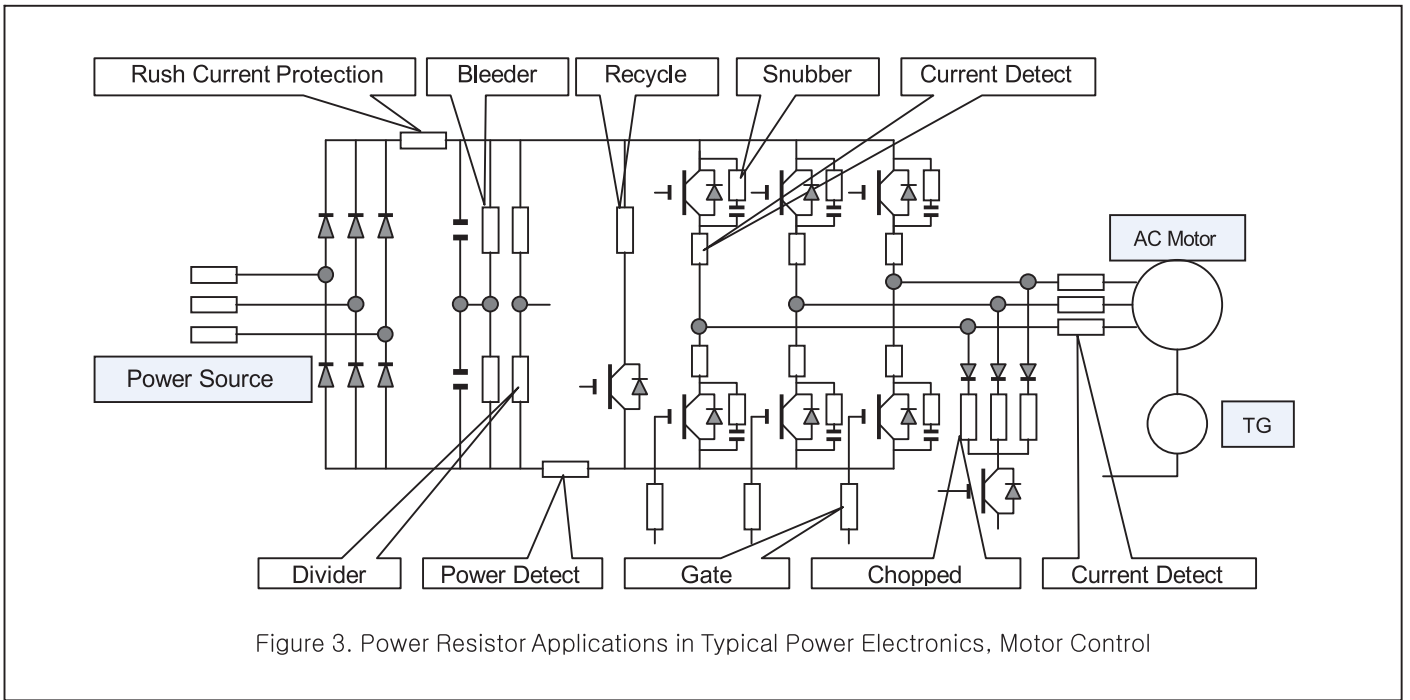 Rush Current Protection
Bleeder
Recycle
Snubber
Current Detect
AC Motor
Power Source
TG
Divider
Power Detect
Gate
Chopped
Current Detect
Figure 3. Power Resistor Applications in Typical Power Electronics, Motor Control